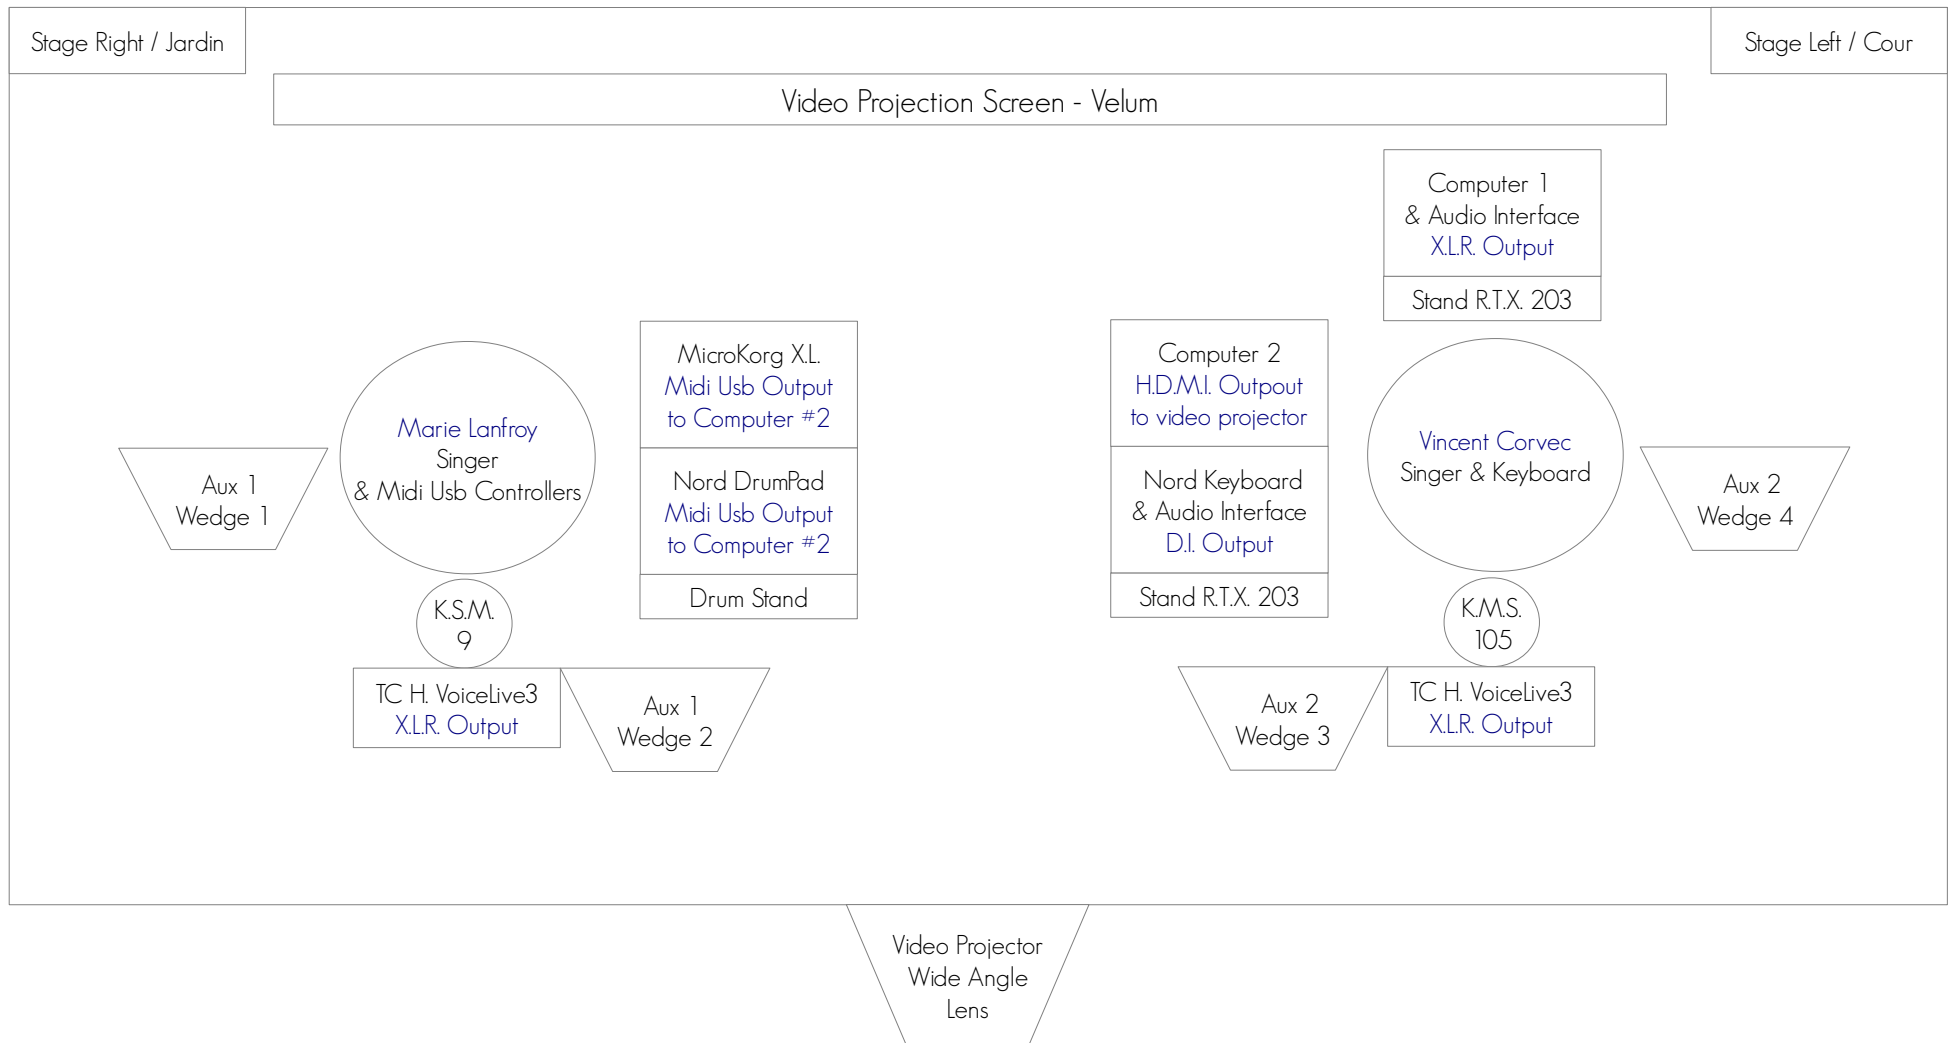 Stage Right / Jardin
Stage Left / Cour
Video Projection Screen - Velum
Computer 1
& Audio Interface
X.L.R. Output
Stand R.T.X. 203
MicroKorg X.L.
Midi Usb Output
to Computer #2
Nord DrumPad
Midi Usb Output
to Computer #2
Drum Stand
Computer 2
H.D.M.I. Outpout
to video projector
Nord Keyboard
& Audio Interface
D.I. Output
Stand R.T.X. 203
Marie Lanfroy
Singer
& Midi Usb Controllers
Vincent Corvec
Singer & Keyboard
Aux 1
Wedge 1
Aux 2
Wedge 4
K.S.M.
9
K.M.S.
105
TC H. VoiceLive3
X.L.R. Output
Aux 1
Wedge 2
Aux 2
Wedge 3
TC H. VoiceLive3
X.L.R. Output
Video Projector
Wide Angle
Lens